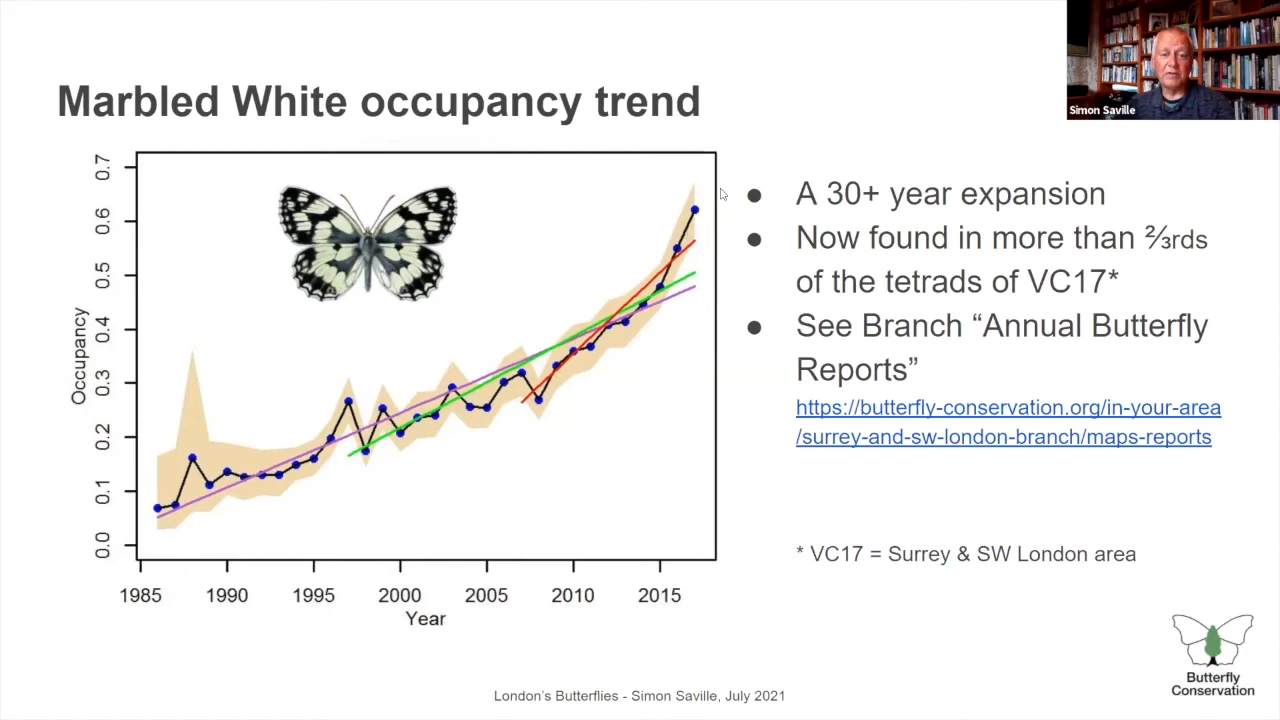 Simon Saville
Marbled White occupancy trend
0.7
0.6
0.5
0.4
0.3
0.2
0.1
0.0
Occupancy
1985 1990 1995 2000 2005 2010 2015
Year
● A 30+ year expansion
● Now found in more than ⅔rds
of the tetrads of VC17*
● See Branch “Annual Butterfly
Reports”
https://butterfly-conservation.org/in-your-area
/surrey-and-sw-london-branch/maps-reports
* VC17 = Surrey & SW London area
Butterfly
Conservation
London’s Butterflies - Simon Saville, July 2021